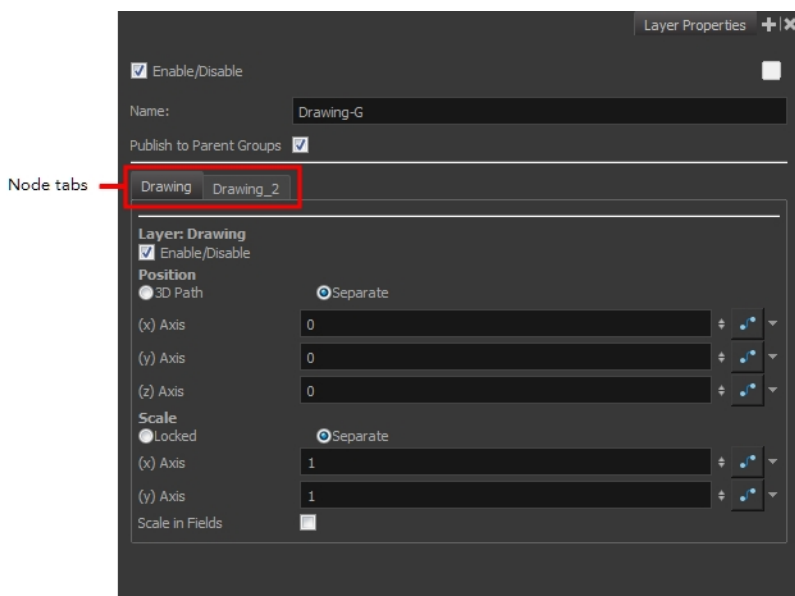 Layer Properties
Enable/Disable
Name: Drawing-G
Publish to Parent Groups
Node tabs
Drawing Drawing_2
Layer: Drawing
Enable/Disable
Position
3D Path Separate
(x) Axis 0
(y) Axis 0
(z) Axis 0
Scale
Locked Separate
(x) Axis 1
(y) Axis 1
Scale in Fields